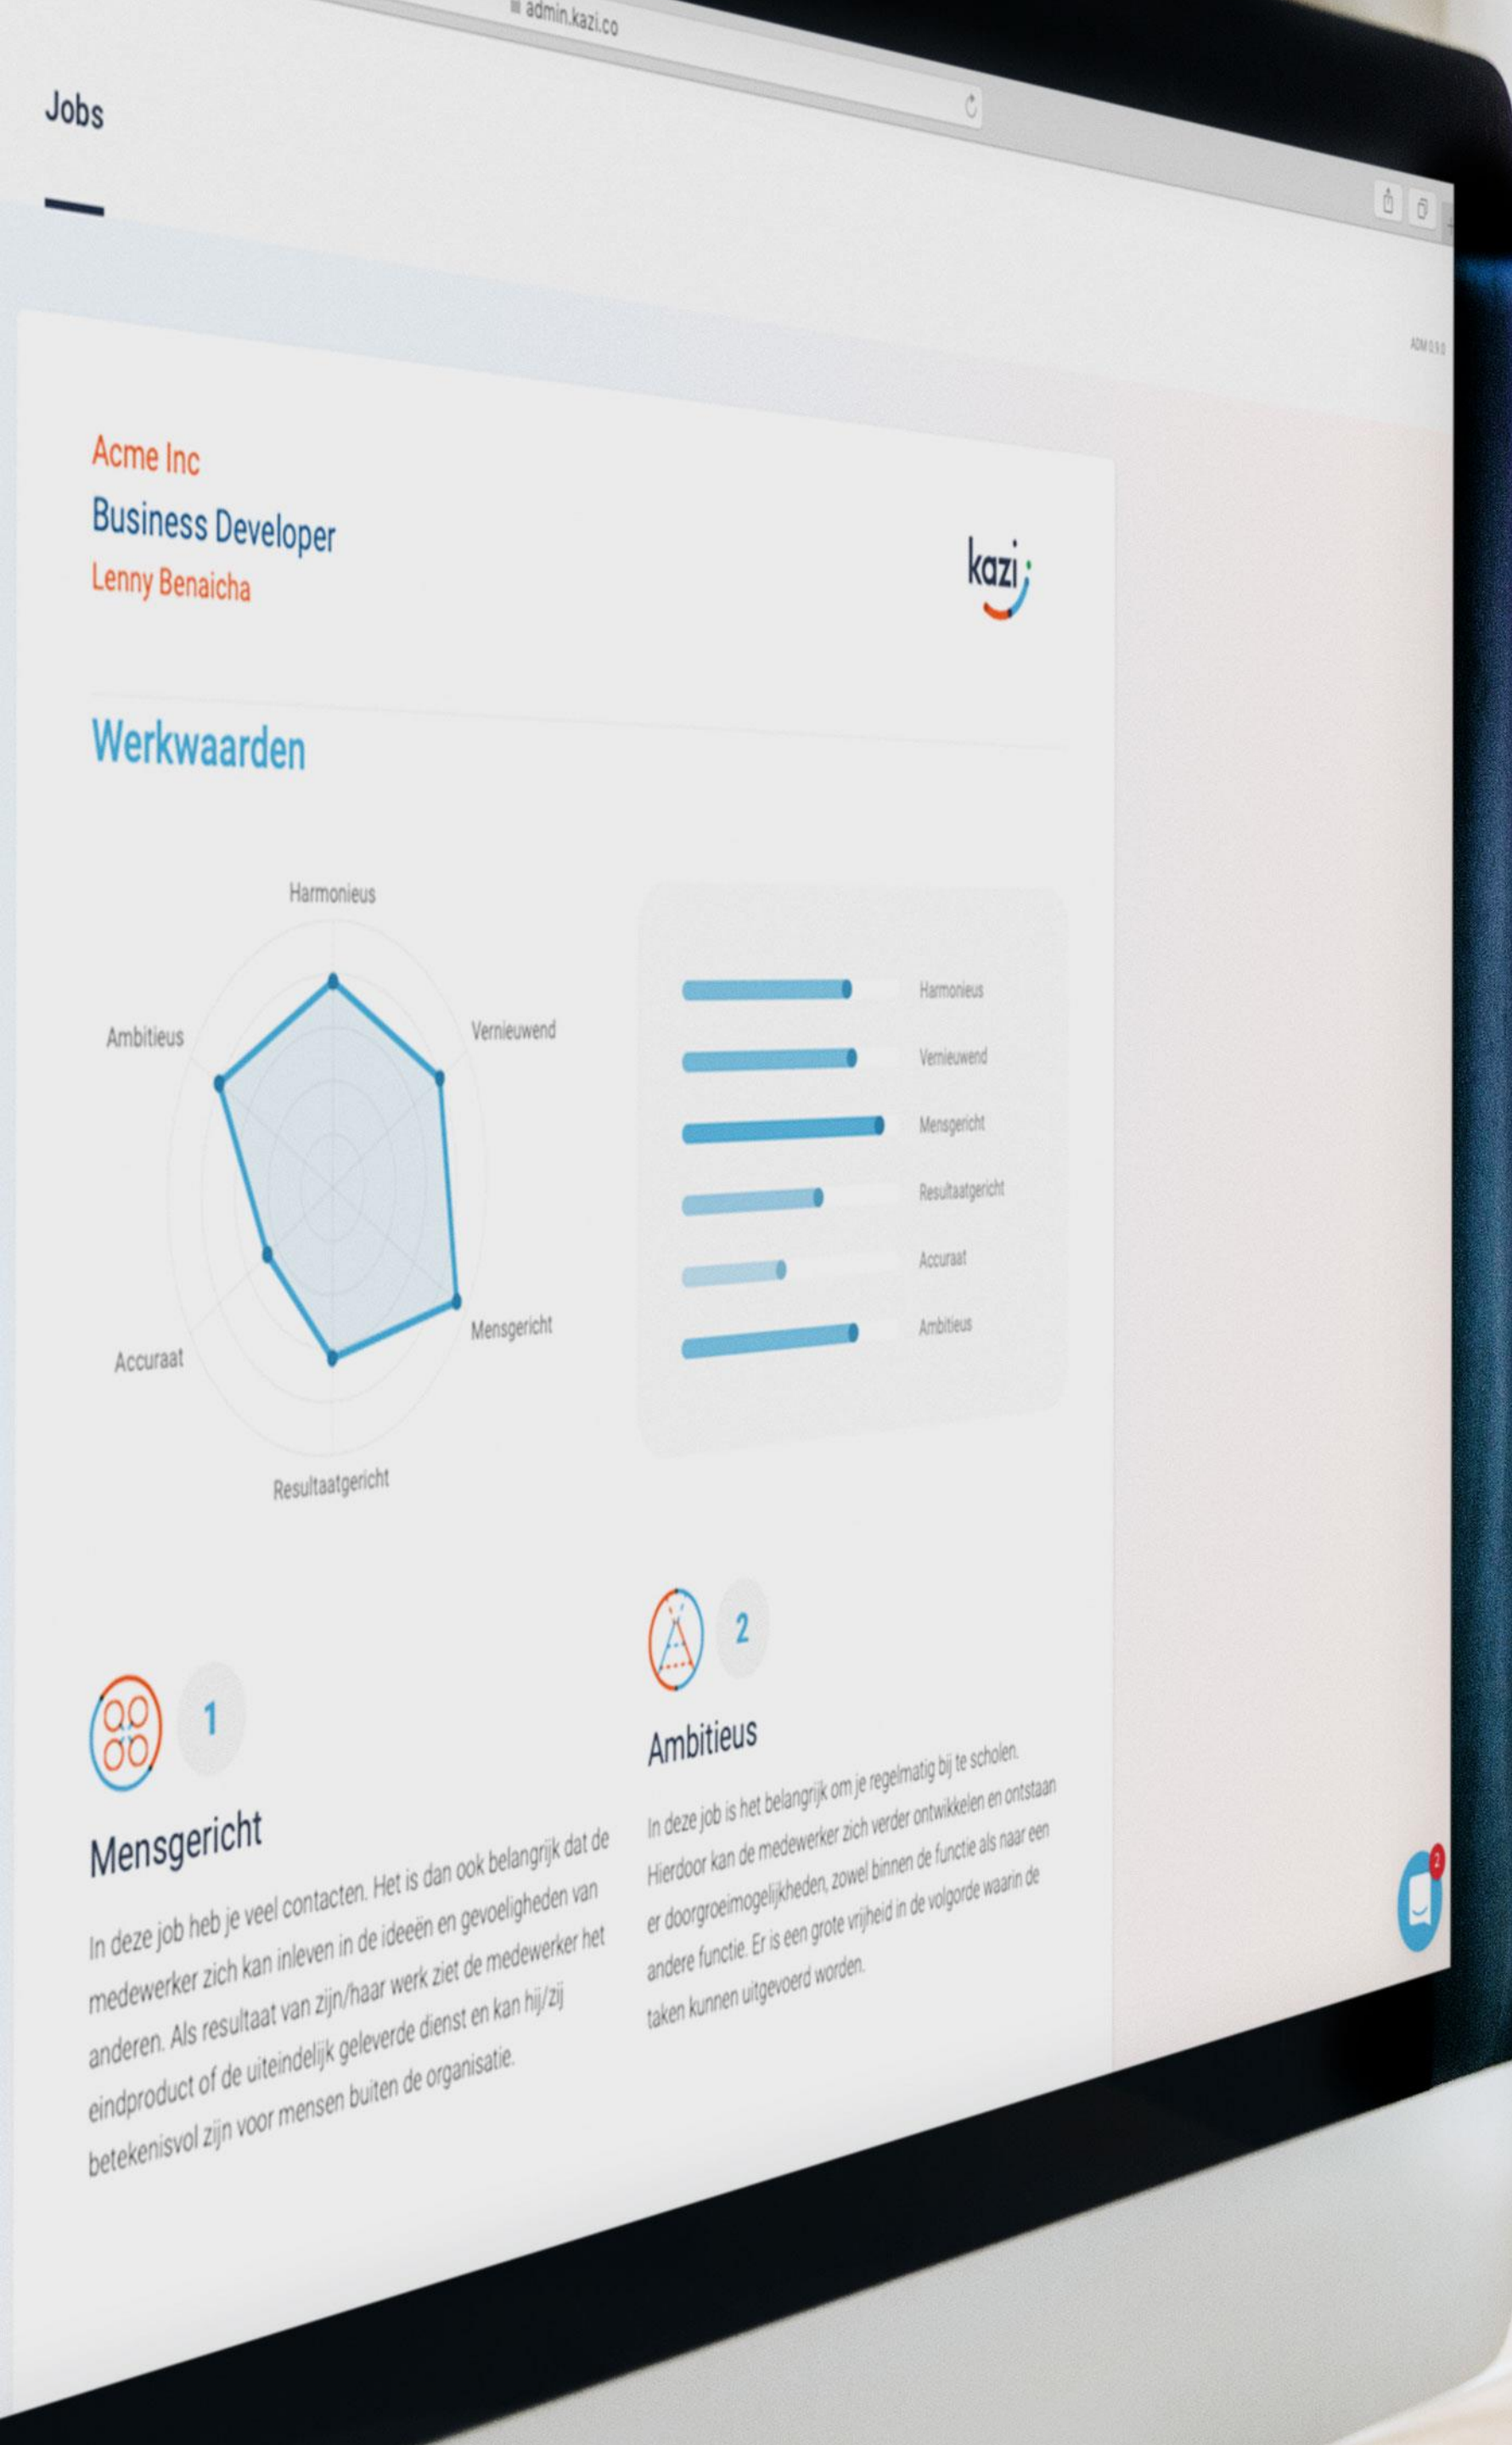 admin.kazi.co
Jobs
ADM 0.9.0
Acme Inc
Business Developer
Lenny Benaicha
kazi
Werkwaarden
Harmonieus
Vernieuwend
Mensgericht
Resultaatgericht
Accuraat
Ambitieus
Harmonieus
Vernieuwend
Mensgericht
Resultaatgericht
Accuraat
Ambitieus
1
Mensgericht
In deze job heb je veel contacten. Het is dan ook belangrijk dat de
medewerker zich kan inleven in de ideeën en gevoeligheden van
anderen. Als resultaat van zijn/haar werk ziet de medewerker het
eindproduct of de uiteindelijk geleverde dienst en kan hij/zij
betekenisvol zijn voor mensen buiten de organisatie.
2
Ambitieus
In deze job is het belangrijk om je regelmatig bij te scholen.
Hierdoor kan de medewerker zich verder ontwikkelen en ontstaan
er doorgroeimogelijkheden, zowel binnen de functie als naar een
andere functie. Er is een grote vrijheid in de volgorde waarin de
taken kunnen uitgevoerd worden.
2